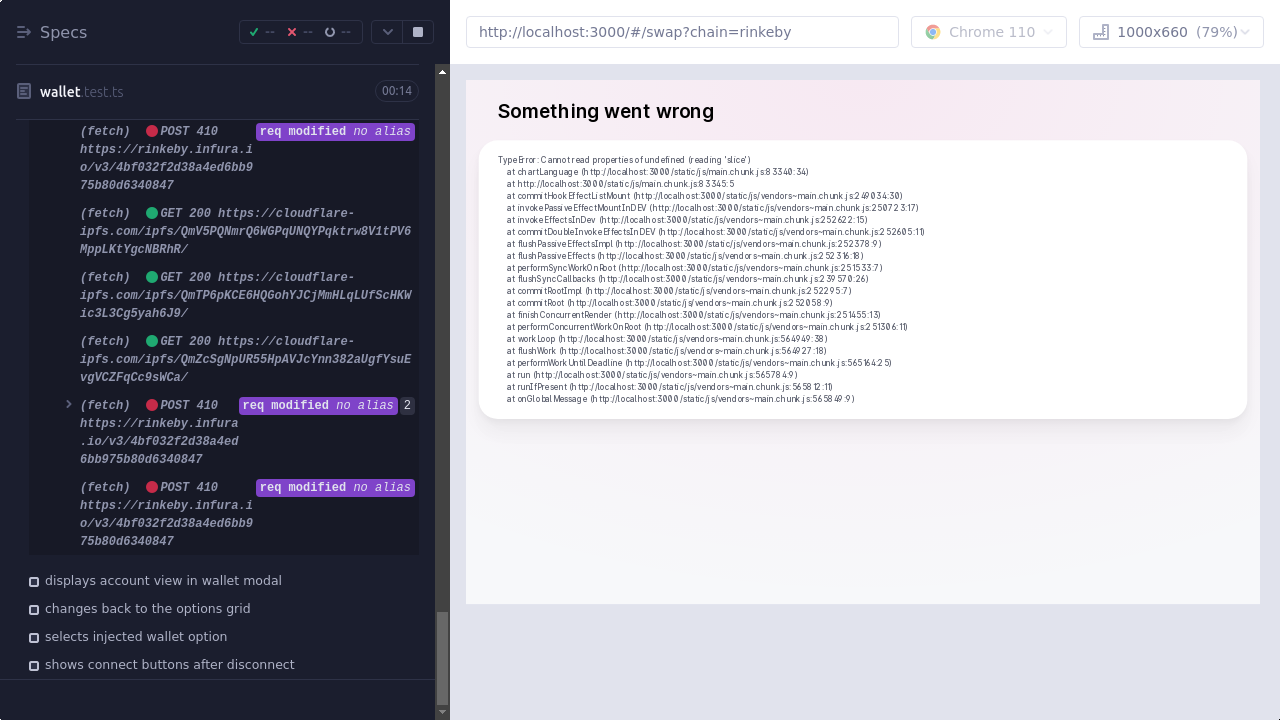 Specs
--
--
--
wallet.test.ts
00:14
(fetch) POST 410 req modified no alias
https://rinkeby.infura.i
o/v3/4bf032f2d38a4ed6bb9
75b80d6340847
(fetch) GET 200 https://cloudflare-
ipfs.com/ipfs/QmV5PQNmrQ6WGPqUNQYPqktrw8V1tPV6
MppLKtYgcNBRhR/
(fetch) GET 200 https://cloudflare-
ipfs.com/ipfs/QmTP6pKCE6HQGohYJCjMmHLqLUfScHKW
ic3L3Cg5yah6J9/
(fetch) GET 200 https://cloudflare-
ipfs.com/ipfs/QmZcSgNpUR55HpAVJcYnn382aUgfYsuE
vgVCZFqCc9sWCa/
(fetch) POST 410 req modified no alias 2
https://rinkeby.infura
.io/v3/4bf032f2d38a4ed
6bb975b80d6340847
(fetch) POST 410 req modified no alias
https://rinkeby.infura.i
o/v3/4bf032f2d38a4ed6bb9
75b80d6340847
displays account view in wallet modal
changes back to the options grid
selects injected wallet option
shows connect buttons after disconnect
http://localhost:3000/#/swap?chain=rinkeby
Chrome 110
1000x660 (79%)
Something went wrong
TypeError: Cannot read properties of undefined (reading 'slice')
at chartLanguage (http://localhost:3000/static/js/main.chunk.js:83340:34)
at http://localhost:3000/static/js/main.chunk.js:83345:5
at commitHookEffectListMount (http://localhost:3000/static/js/vendors~main.chunk.js:249034:30)
at invokePassiveEffectMountInDEV (http://localhost:3000/static/js/vendors~main.chunk.js:250723:17)
at invokeEffectsInDev (http://localhost:3000/static/js/vendors~main.chunk.js:252622:15)
at commitDoubleInvokeEffectsInDEV (http://localhost:3000/static/js/vendors~main.chunk.js:252605:11)
at flushPassiveEffectsImpl (http://localhost:3000/static/js/vendors~main.chunk.js:252378:9)
at flushPassiveEffects (http://localhost:3000/static/js/vendors~main.chunk.js:252316:18)
at performSyncWorkOnRoot (http://localhost:3000/static/js/vendors~main.chunk.js:251533:7)
at flushSyncCallbacks (http://localhost:3000/static/js/vendors~main.chunk.js:239570:26)
at commitRootImpl (http://localhost:3000/static/js/vendors~main.chunk.js:252295:7)
at commitRoot (http://localhost:3000/static/js/vendors~main.chunk.js:252058:9)
at finishConcurrentRender (http://localhost:3000/static/js/vendors~main.chunk.js:251455:13)
at performConcurrentWorkOnRoot (http://localhost:3000/static/js/vendors~main.chunk.js:251306:11)
at workLoop (http://localhost:3000/static/js/vendors~main.chunk.js:564949:38)
at flushWork (http://localhost:3000/static/js/vendors~main.chunk.js:564927:18)
at performWorkUntilDeadline (http://localhost:3000/static/js/vendors~main.chunk.js:565164:25)
at run (http://localhost:3000/static/js/vendors~main.chunk.js:565784:9)
at runIfPresent (http://localhost:3000/static/js/vendors~main.chunk.js:565812:11)
at onGlobalMessage (http://localhost:3000/static/js/vendors~main.chunk.js:565849:9)